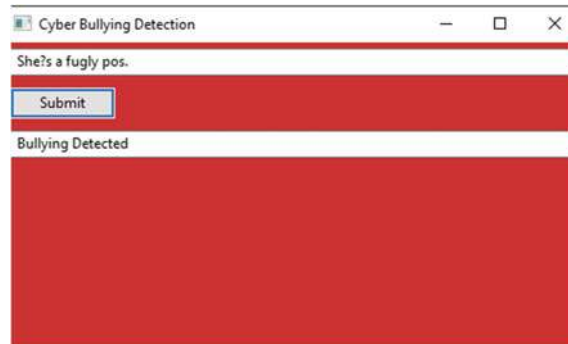 Cyber Bullying Detection
She?s a fugly pos.
Submit
Bullying Detected